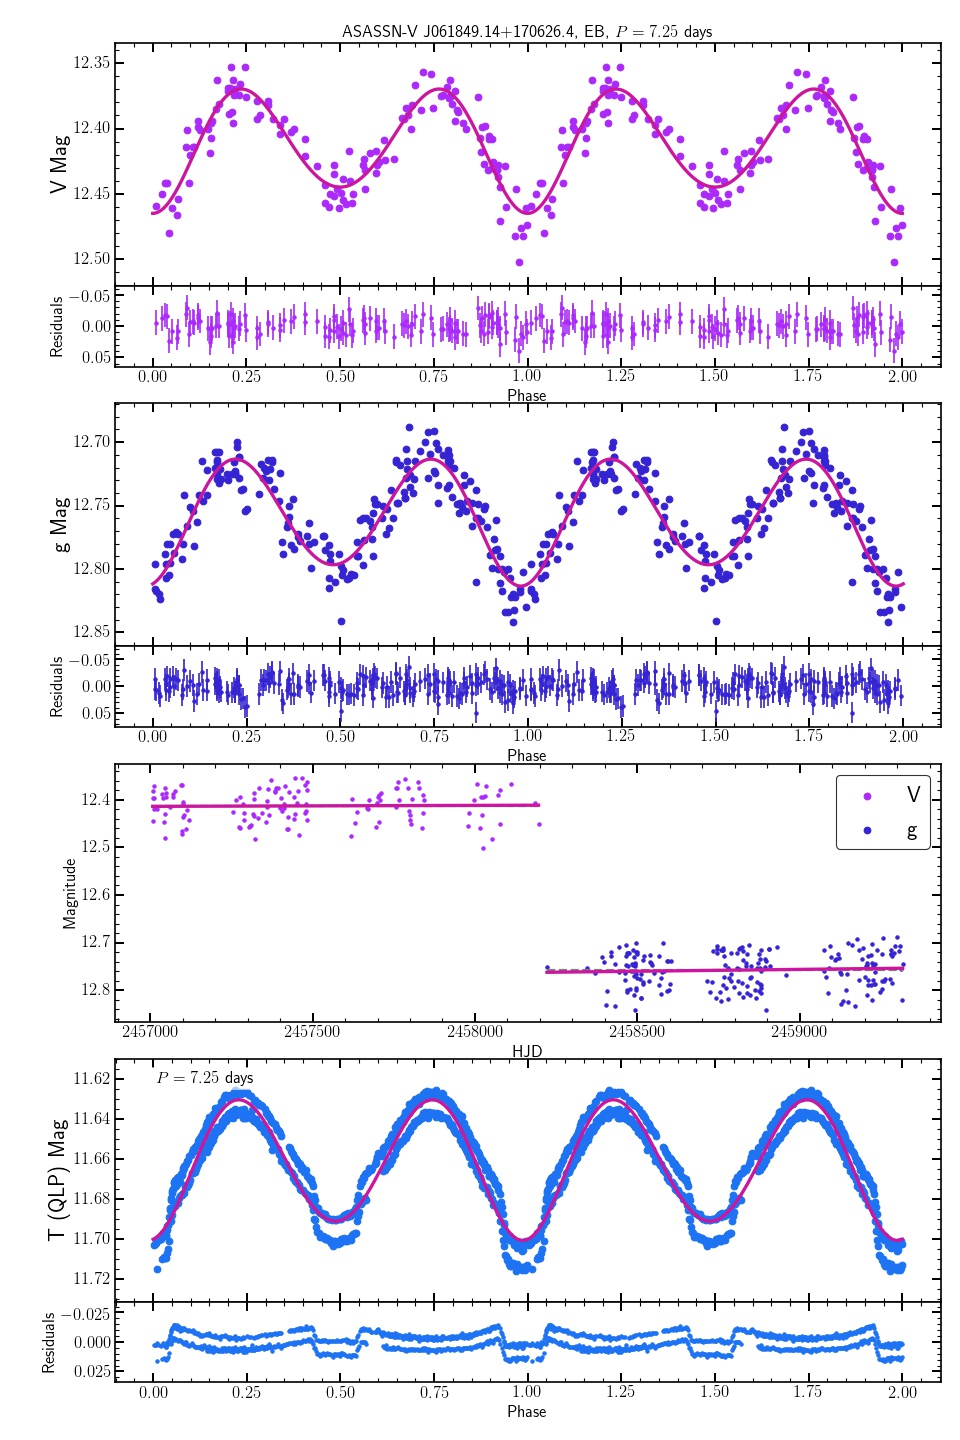 ASASSN-V J061849.14+170626.4, EB, P = 7.25 days
V Mag
12.35
12.40
12.45
12.50
Residuals
−0.05
0.00
0.05
0.00 0.25 0.50 0.75 1.00 1.25 1.50 1.75 2.00
Phase
g Mag
12.70
12.75
12.80
12.85
Residuals
−0.05
0.00
0.05
0.00 0.25 0.50 0.75 1.00 1.25 1.50 1.75 2.00
Phase
Magnitude
12.4
12.5
12.6
12.7
12.8
V
g
2457000 2457500 2458000 2458500 2459000
HJD
P = 7.25 days
T (QLP) Mag
11.62
11.64
11.66
11.68
11.70
11.72
Residuals
−0.025
0.000
0.025
0.00 0.25 0.50 0.75 1.00 1.25 1.50 1.75 2.00
Phase